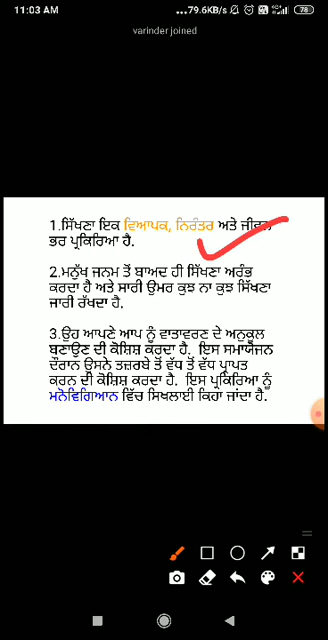 11:03 AM
...79.6KB/s
78
varinder joined
1.ਸਿੱਖਣਾ ਇਕ ਵਿਆਪਕ, ਨਿਰੰਤਰ ਅਤੇ ਜੀਵਨ
ਭਰ ਪ੍ਰਕਿਰਿਆ ਹੈ.
2.ਮਨੁੱਖ ਜਨਮ ਤੋਂ ਬਾਅਦ ਹੀ ਸਿੱਖਣਾ ਅਰੰਭ
ਕਰਦਾ ਹੈ ਅਤੇ ਸਾਰੀ ਉਮਰ ਕੁਝ ਨਾ ਕੁਝ ਸਿੱਖਣਾ
ਜਾਰੀ ਰੱਖਦਾ ਹੈ.
3.ਉਹ ਆਪਣੇ ਆਪ ਨੂੰ ਵਾਤਾਵਰਣ ਦੇ ਅਨੁਕੂਲ
ਬਣਾਉਣ ਦੀ ਕੋਸ਼ਿਸ਼ ਕਰਦਾ ਹੈ. ਇਸ ਸਮਾਯੋਜਨ
ਦੌਰਾਨ ਉਸਨੇ ਤਜ਼ਰਬੇ ਤੋਂ ਵੱਧ ਤੋਂ ਵੱਧ ਪ੍ਰਾਪਤ
ਕਰਨ ਦੀ ਕੋਸ਼ਿਸ਼ ਕਰਦਾ ਹੈ. ਇਸ ਪ੍ਰਕਿਰਿਆ ਨੂੰ
ਮਨੋਵਿਗਿਆਨ ਵਿੱਚ ਸਿਖਲਾਈ ਕਿਹਾ ਜਾਂਦਾ ਹੈ.